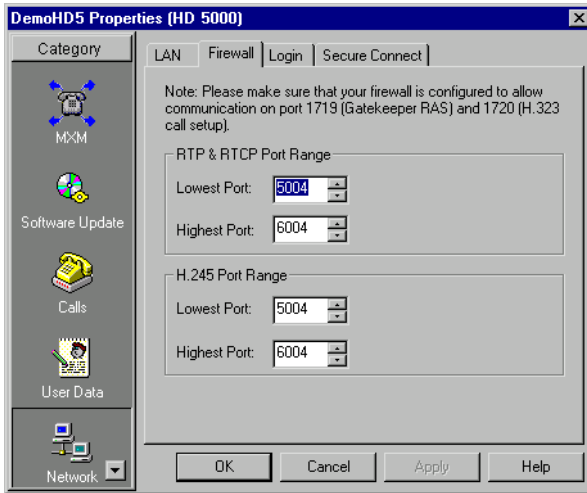 DemoHD5 Properties (HD 5000)
Category
MXM
Software Update
Calls
User Data
Network
LAN
Firewall
Login
Secure Connect
Note: Please make sure that your firewall is configured to allow
communication on port 1719 (Gatekeeper RAS) and 1720 (H.323
call setup).
RTP & RTCP Port Range
Lowest Port: 5004
Highest Port: 6004
H.245 Port Range
Lowest Port: 5004
Highest Port: 6004
OK
Cancel
Apply
Help